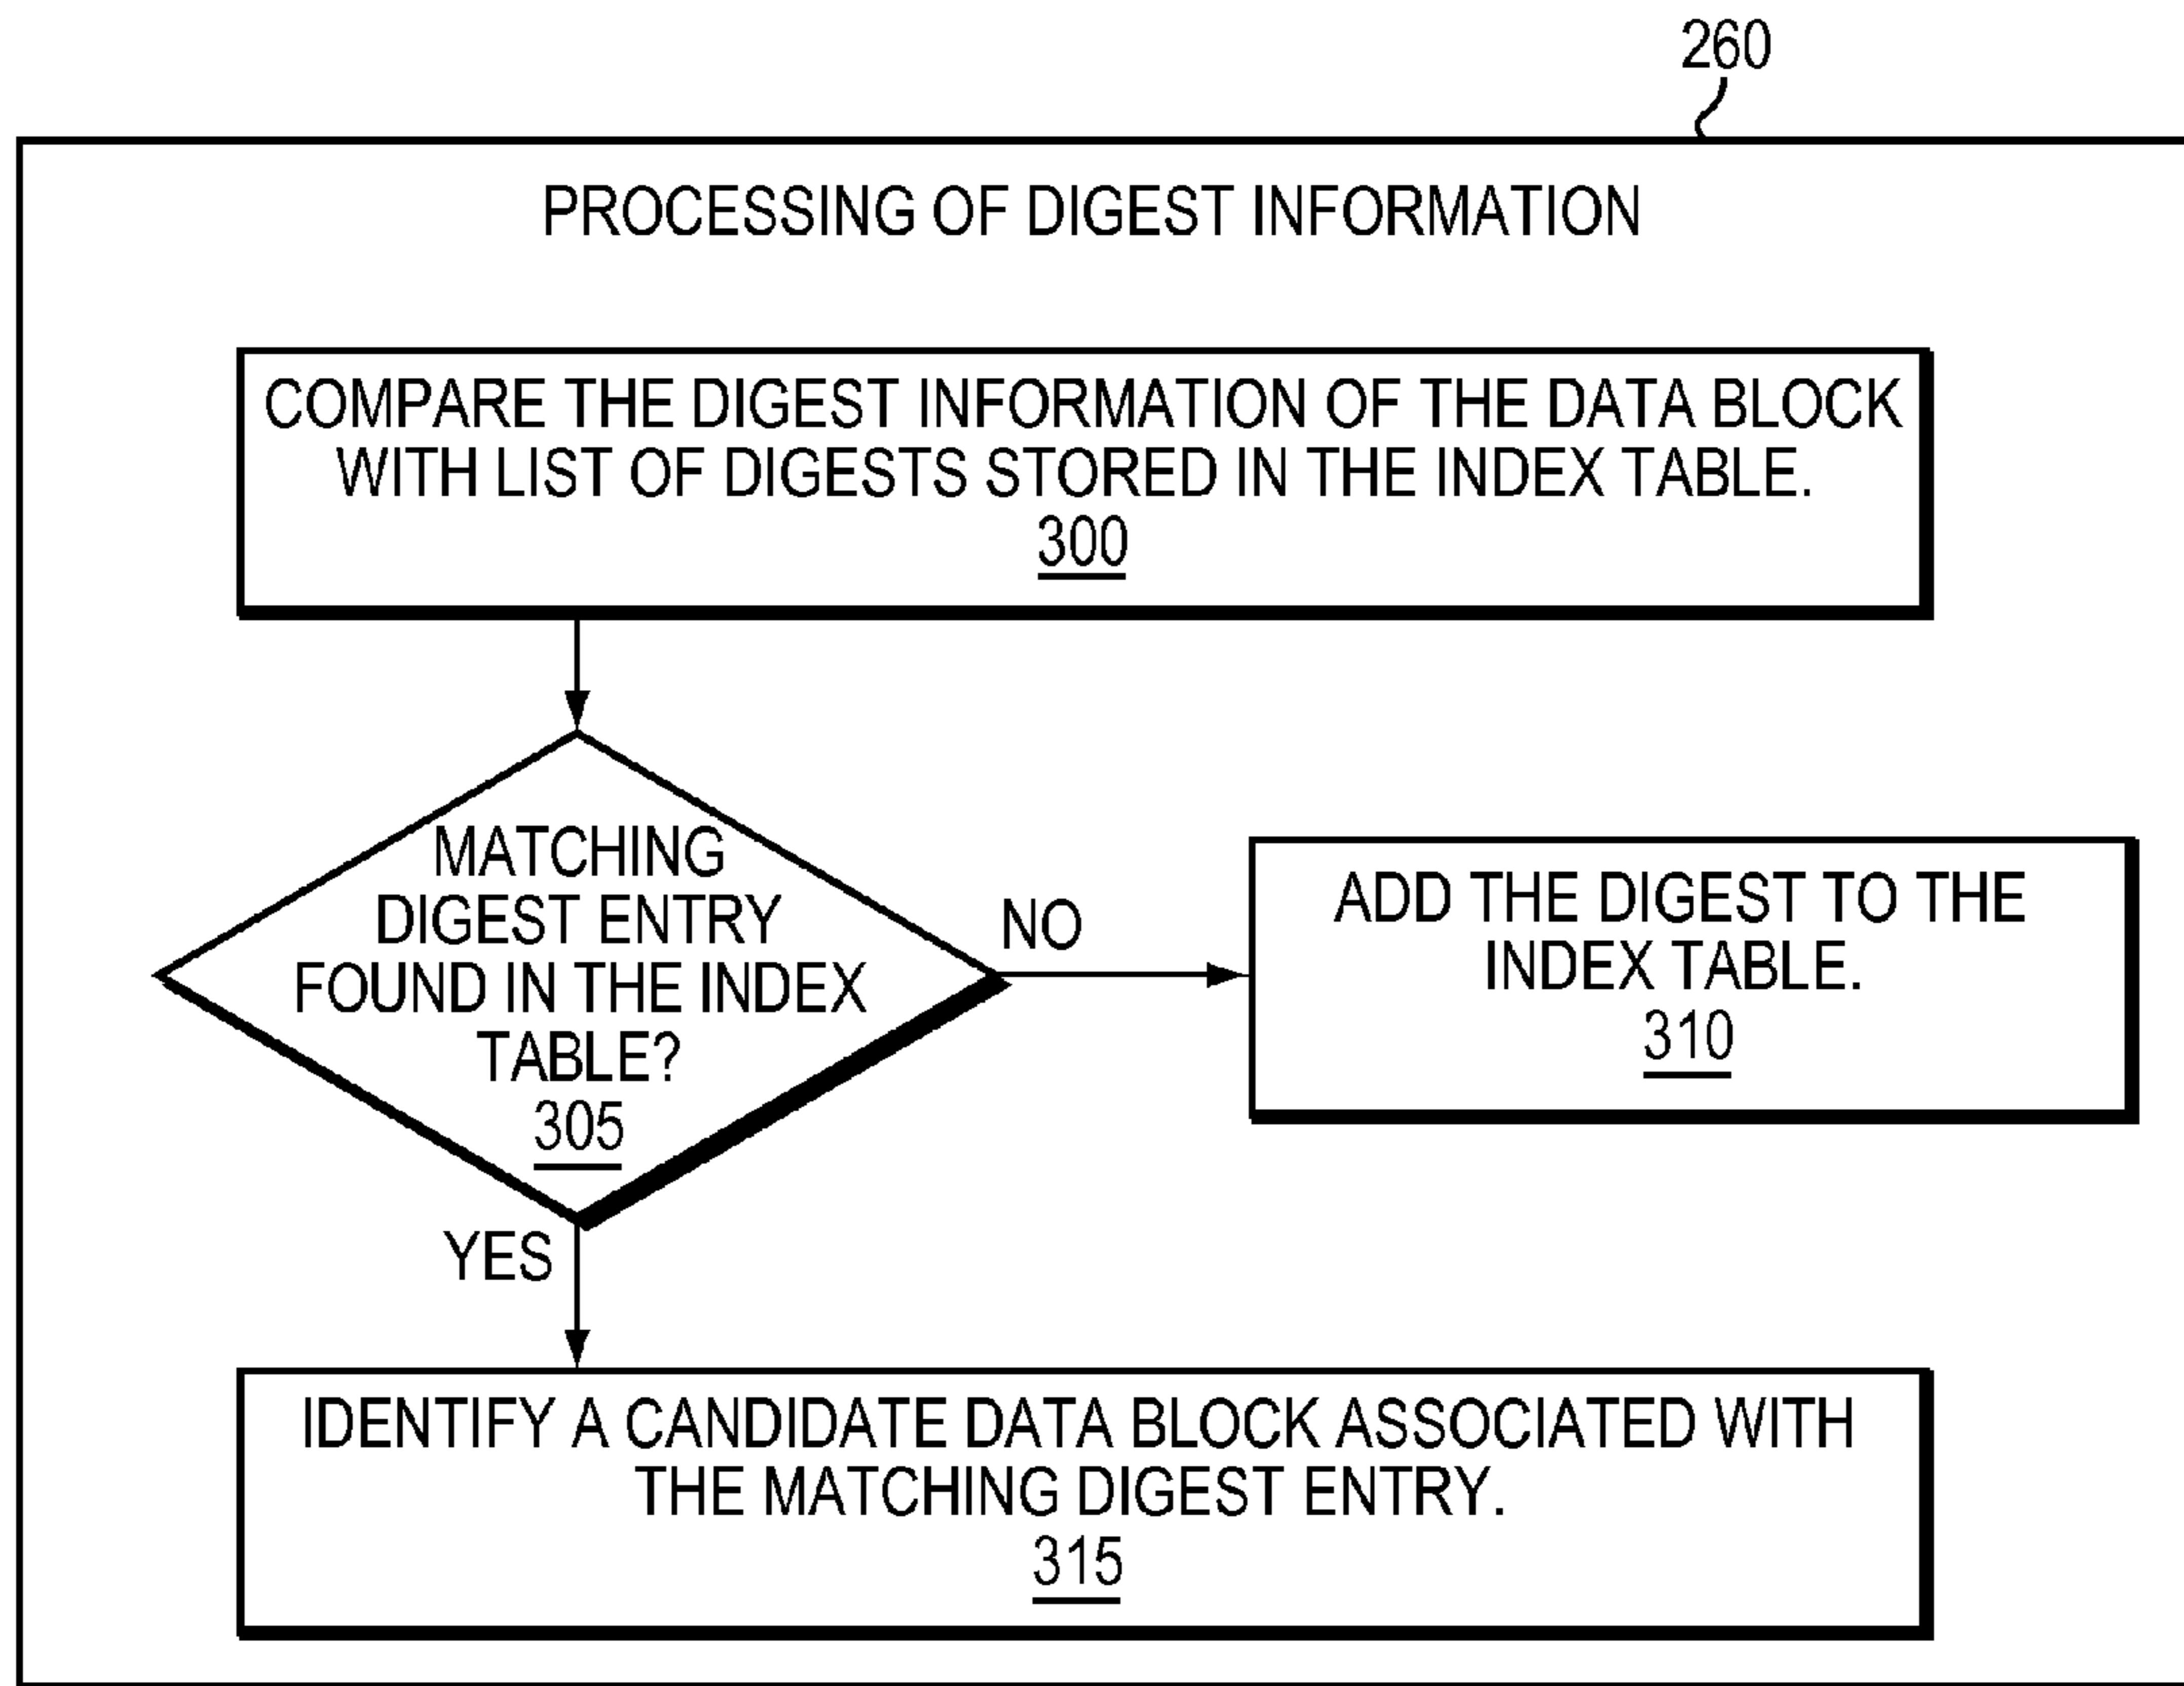 260
PROCESSING OF DIGEST INFORMATION
COMPARE THE DIGEST INFORMATION OF THE DATA BLOCK
WITH LIST OF DIGESTS STORED IN THE INDEX TABLE.
300
MATCHING
DIGEST ENTRY
FOUND IN THE INDEX
TABLE?
305
NO
ADD THE DIGEST TO THE
INDEX TABLE.
310
YES
IDENTIFY A CANDIDATE DATA BLOCK ASSOCIATED WITH
THE MATCHING DIGEST ENTRY.
315